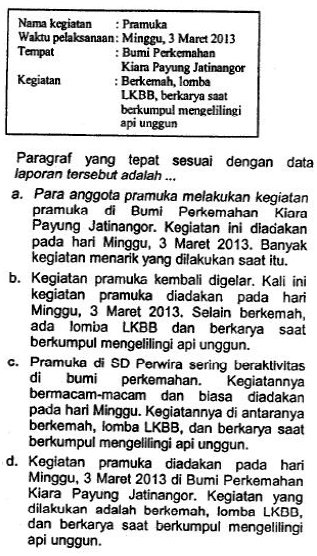 Nama kegiatan : Pramuka
Waktu pelaksanaan : Minggu, 3 Maret 2013
Tempat : Bumi Perkemahan
Kiara Payung Jatinangor
Kegiatan : Berkemah, lomba
LKBB, berkarya saat
berkumpul mengelilingi
api unggun
Paragraf yang tepat sesuai dengan data
laporan tersebut adalah ...
a. Para anggota pramuka melakukan kegiatan
pramuka di Bumi Perkemahan Kiara
Payung Jatinangor. Kegiatan ini diadakan
pada hari Minggu, 3 Maret 2013. Banyak
kegiatan menarik yang dilakukan saat itu.
b. Kegiatan pramuka kembali digelar. Kali ini
kegiatan pramuka diadakan pada hari
Minggu, 3 Maret 2013. Selain berkemah,
ada lomba LKBB dan berkarya saat
berkumpul mengelilingi api unggun.
c. Pramuka di SD Perwira sering beraktivitas
di bumi perkemahan. Kegiatannya
bermacam-macam dan biasa diadakan
pada hari Minggu. Kegiatannya di antaranya
berkemah, lomba LKBB, dan berkarya saat
berkumpul mengelilingi api unggun.
d. Kegiatan pramuka diadakan pada hari
Minggu, 3 Maret 2013 di Bumi Perkemahan
Kiara Payung Jatinangor. Kegiatan yang
dilakukan adalah berkemah, lomba LKBB,
dan berkarya saat berkumpul mengelilingi
api unggun.